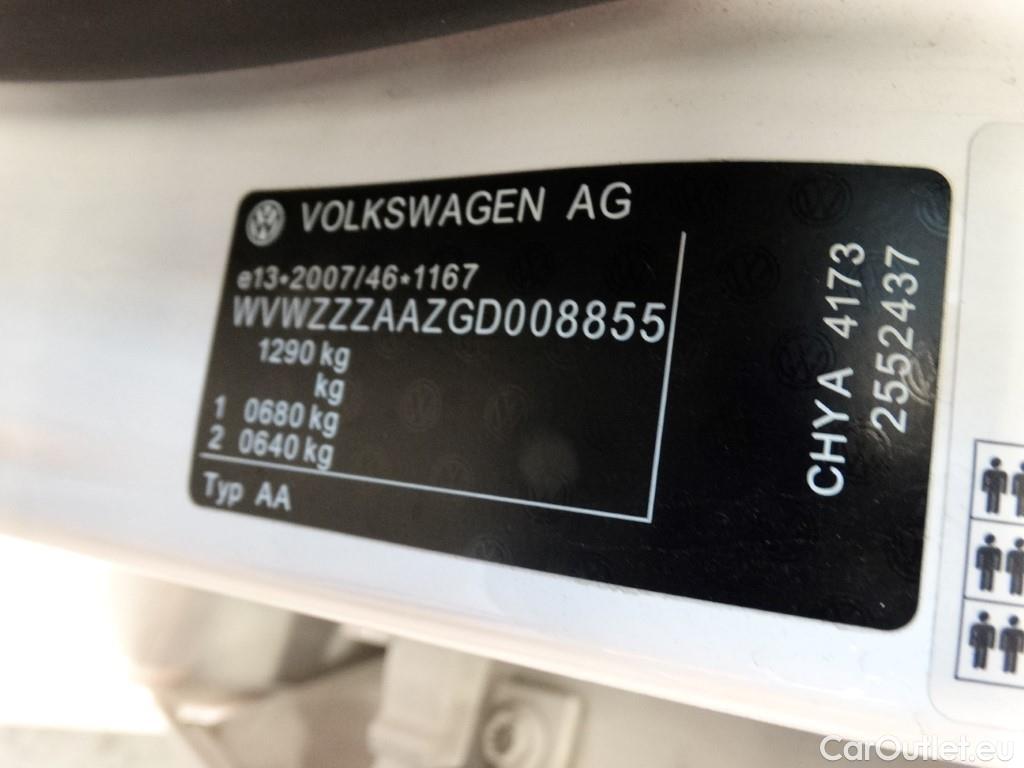 VOLKSWAGEN AG
e13*2007/46*1167
WVWZZZAAZGD008855
1290 kg
kg
1 0680 kg
2 0640 kg
Typ AA
CHYA 4173
2552437
CarOutlet.eu